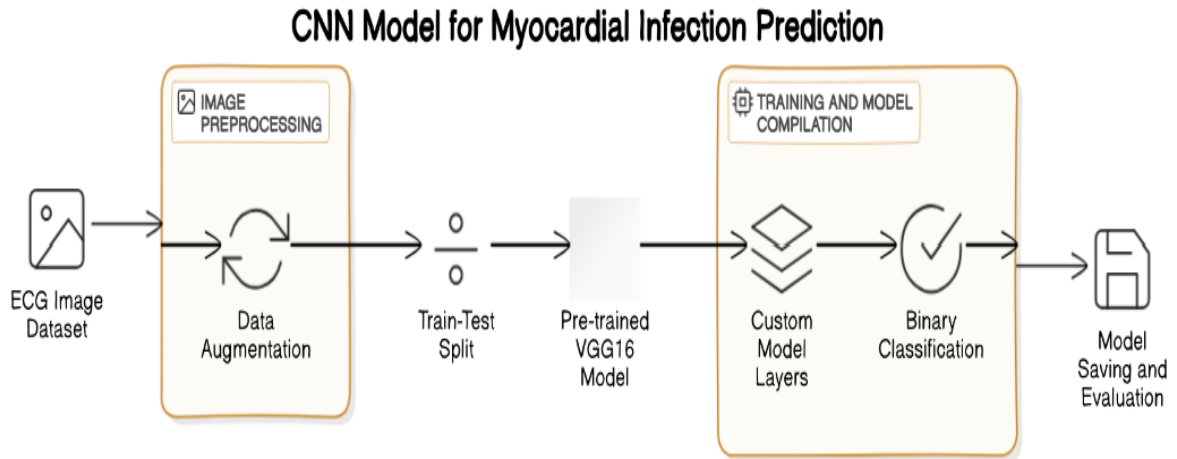 CNN Model for Myocardial Infection Prediction
IMAGE
PREPROCESSING
TRAINING AND MODEL
COMPILATION
ECG Image
Dataset
Data
Augmentation
Train-Test
Split
Pre-trained
VGG16
Model
Custom
Model
Layers
Binary
Classification
Model
Saving and
Evaluation